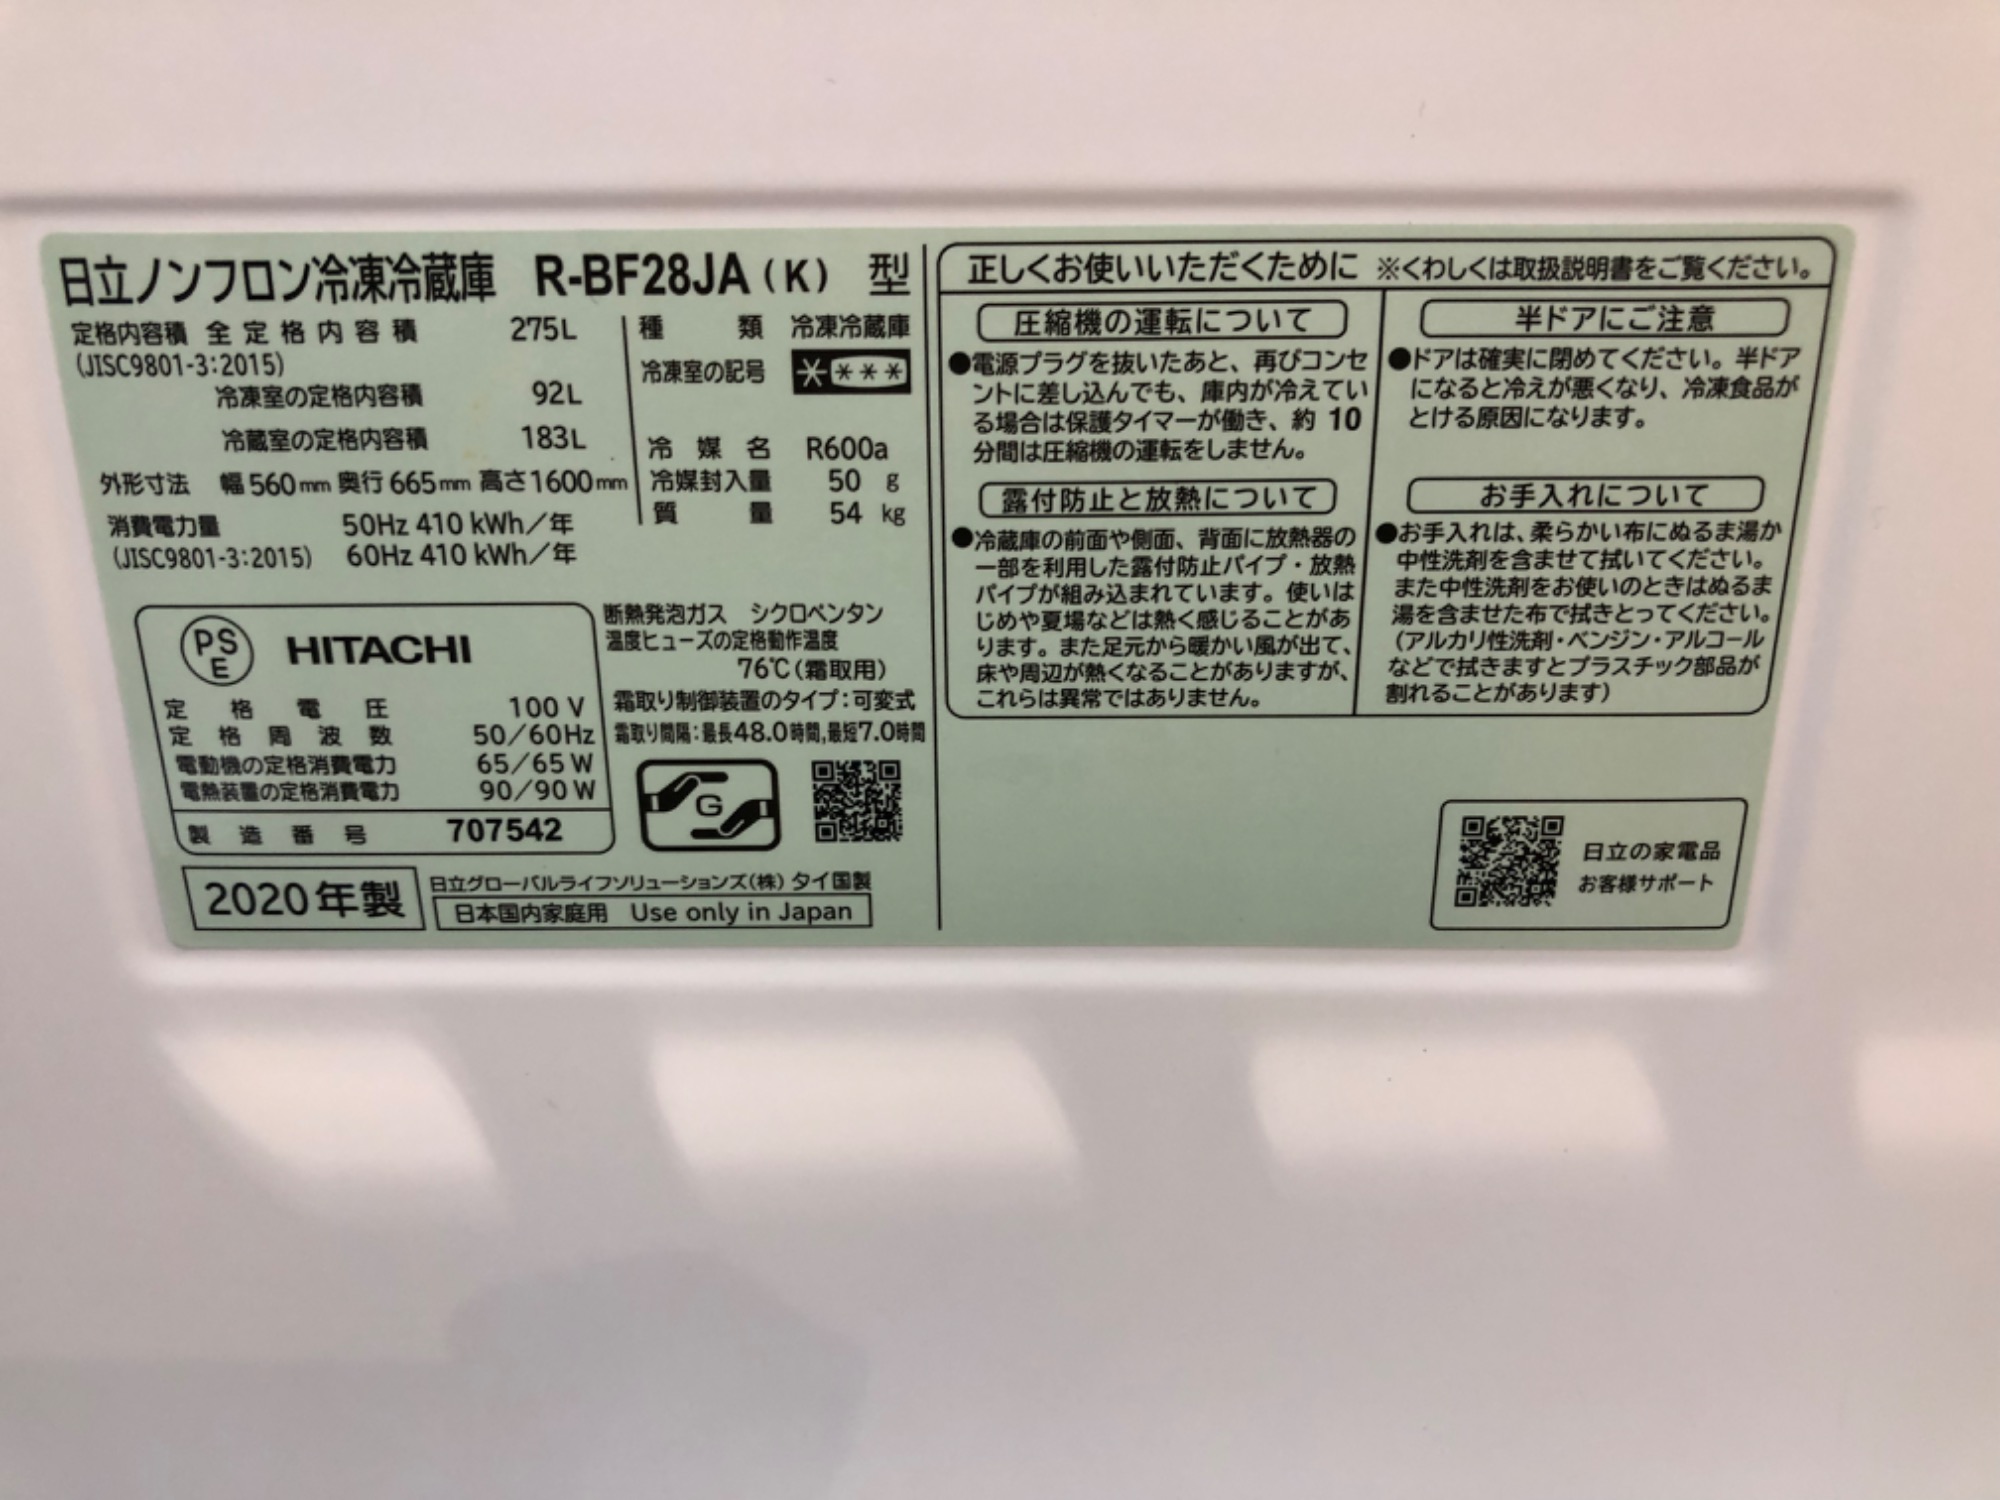 日立ノンフロン冷凍冷蔵庫 R-BF28JA(K) 型
定格内容積 全定格内容積 275L
(JISC9801-3:2015)
冷凍室の定格内容積 92L
冷蔵室の定格内容積 183L
外形寸法 幅560mm 奥行665mm 高さ1600mm
消費電力量 50Hz 410 kWh/年
(JISC9801-3:2015) 60Hz 410 kWh/年
種類 冷凍冷蔵庫
冷凍室の記号 ****
冷媒名 R600a
冷媒封入量 50 g
質量 54 kg
PSE HITACHI
定格電圧 100 V
定格周波数 50/60Hz
電動機の定格消費電力 65/65 W
電熱装置の定格消費電力 90/90 W
製造番号 707542
断熱発泡ガス シクロペンタン
温度ヒューズの定格動作温度
76℃(霜取用)
霜取り制御装置のタイプ:可変式
霜取り間隔:最長48.0時間,最短7.0時間
G
2020年製
日立グローバルライフソリューションズ(株) タイ国製
日本国内家庭用 Use only in Japan
正しくお使いいただくために ※くわしくは取扱説明書をご覧ください。
圧縮機の運転について
●電源プラグを抜いたあと、再びコンセ
ントに差し込んでも、庫内が冷えてい
る場合は保護タイマーが働き、約 10
分間は圧縮機の運転をしません。
露付防止と放熱について
●冷蔵庫の前面や側面、背面に放熱器の
一部を利用した露付防止パイプ・放熱
パイプが組み込まれています。使いは
じめや夏場などは熱く感じることがあ
ります。また足元から暖かい風が出て、
床や周辺が熱くなることがありますが、
これらは異常ではありません。
半ドアにご注意
●ドアは確実に閉めてください。半ドア
になると冷えが悪くなり、冷凍食品が
とける原因になります。
お手入れについて
●お手入れは、柔らかい布にぬるま湯か
中性洗剤を含ませて拭いてください。
また中性洗剤をお使いのときはぬるま
湯を含ませた布で拭きとってください。
(アルカリ性洗剤・ベンジン・アルコール
などで拭きますとプラスチック部品が
割れることがあります)
日立の家電品
お客様サポート